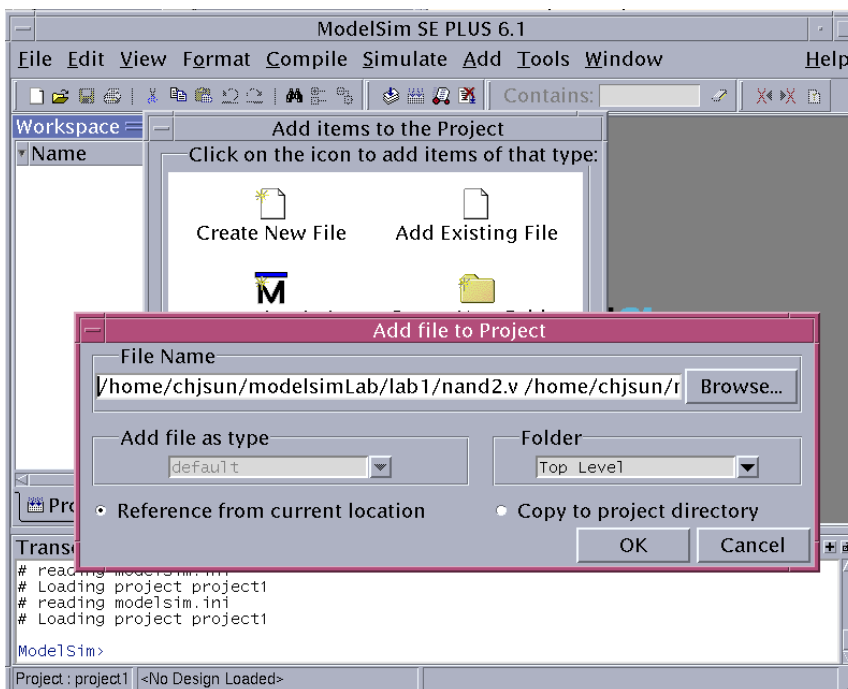 ModelSim SE PLUS 6.1
File Edit View Format Compile Simulate Add Tools Window Help
Contains:
Workspace
Name
Add items to the Project
Click on the icon to add items of that type:
Create New File Add Existing File
Add file to Project
File Name
/home/chjsun/modelsimLab/lab1/nand2.v /home/chjsun/r
Browse...
Add file as type
default
Folder
Top Level
Reference from current location
Copy to project directory
OK
Cancel
# reading modelsim.ini
# Loading project project1
# reading modelsim.ini
# Loading project project1
ModelSim>
Project : project1 <No Design Loaded>